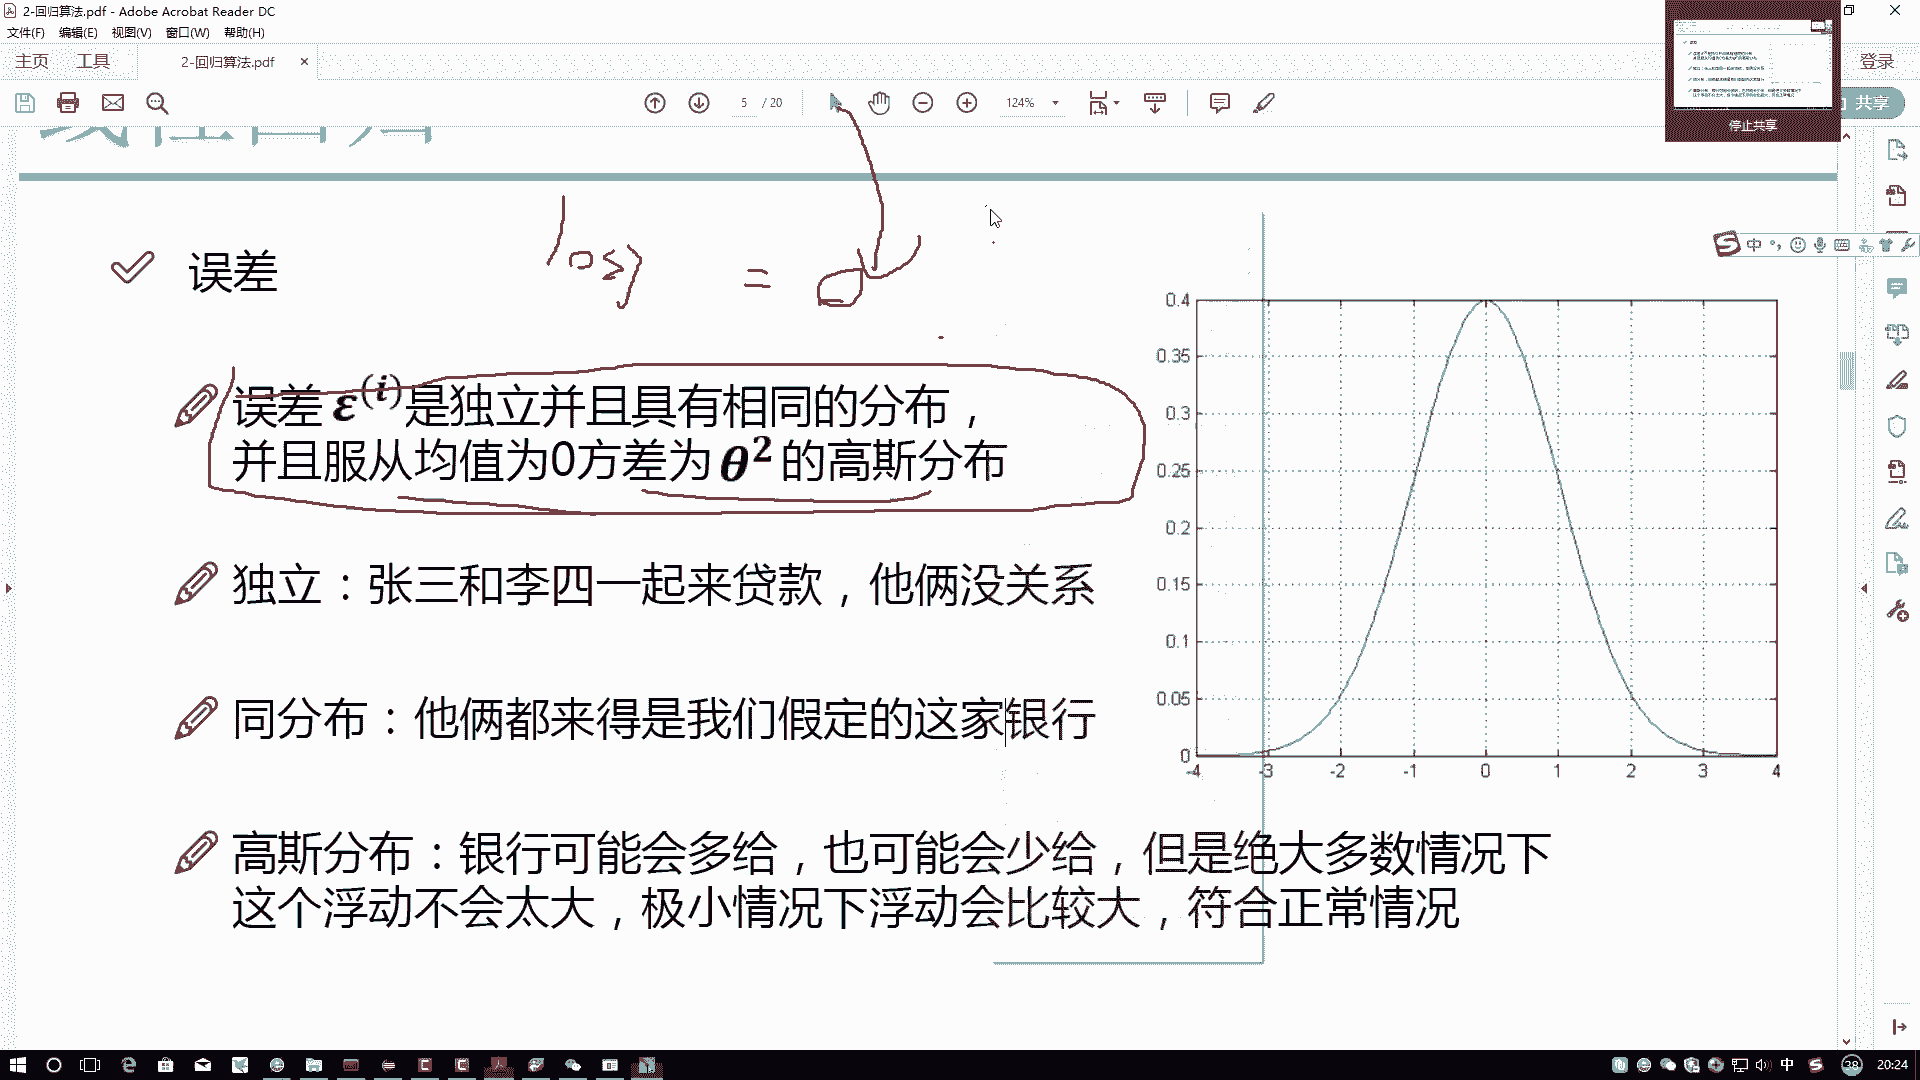 2-回归算法.pdf - Adobe Acrobat Reader DC
文件(F) 编辑(E) 视图(V) 窗口(W) 帮助(H)
主页 工具 2-回归算法.pdf × 登录
5 / 20 124% 共享
停止共享
线性回归
误差
=
误差 ε(i) 是独立并且具有相同的分布，
并且服从均值为0方差为 θ² 的高斯分布
独立：张三和李四一起来贷款，他俩没关系
同分布：他俩都来得是我们假定的这家银行
高斯分布：银行可能会多给，也可能会少给，但是绝大多数情况下
这个浮动不会太大，极小情况下浮动会比较大，符合正常情况
0.4
0.35
0.3
0.25
0.2
0.15
0.1
0.05
0
-4 -3 -2 -1 0 1 2 3 4
中
中 38 20:24